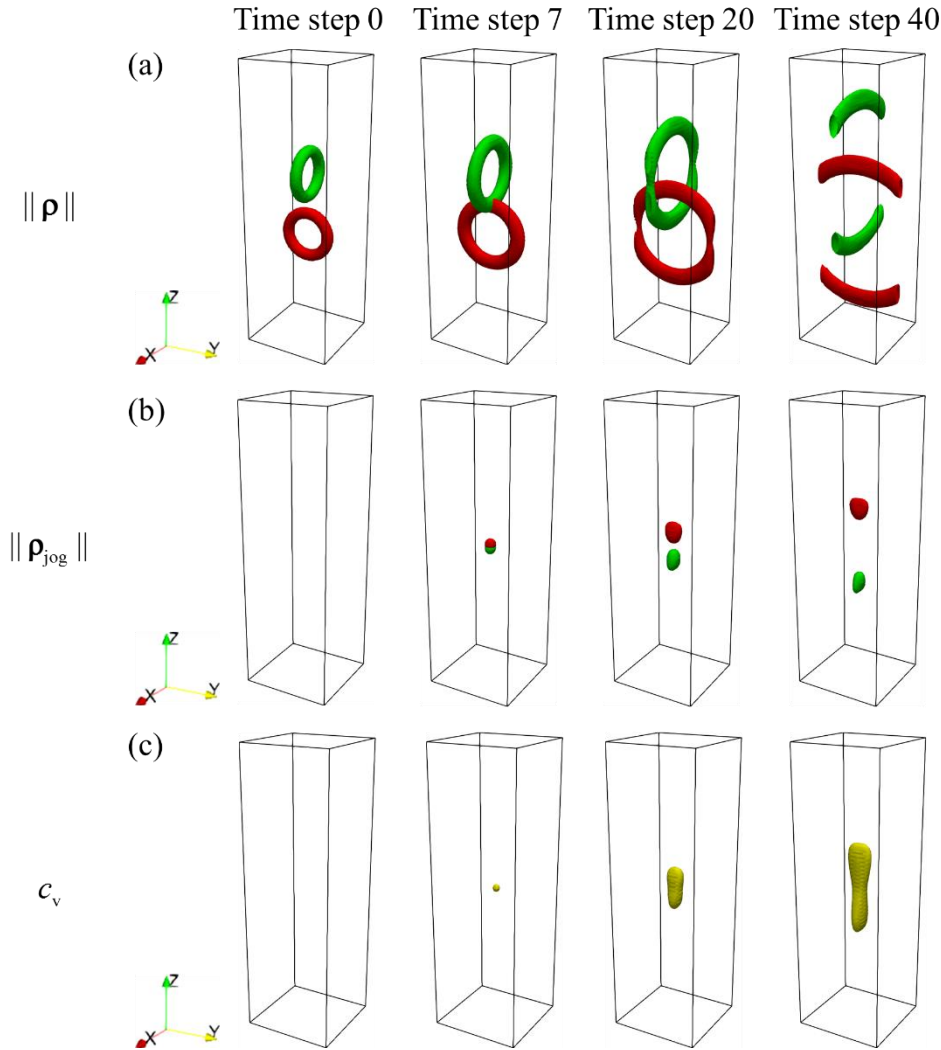 Time step 0 Time step 7 Time step 20 Time step 40
(a)
|| ρ ||
Z
X Y
(b)
|| ρ_jog ||
Z
X Y
(c)
c_v
Z
X Y